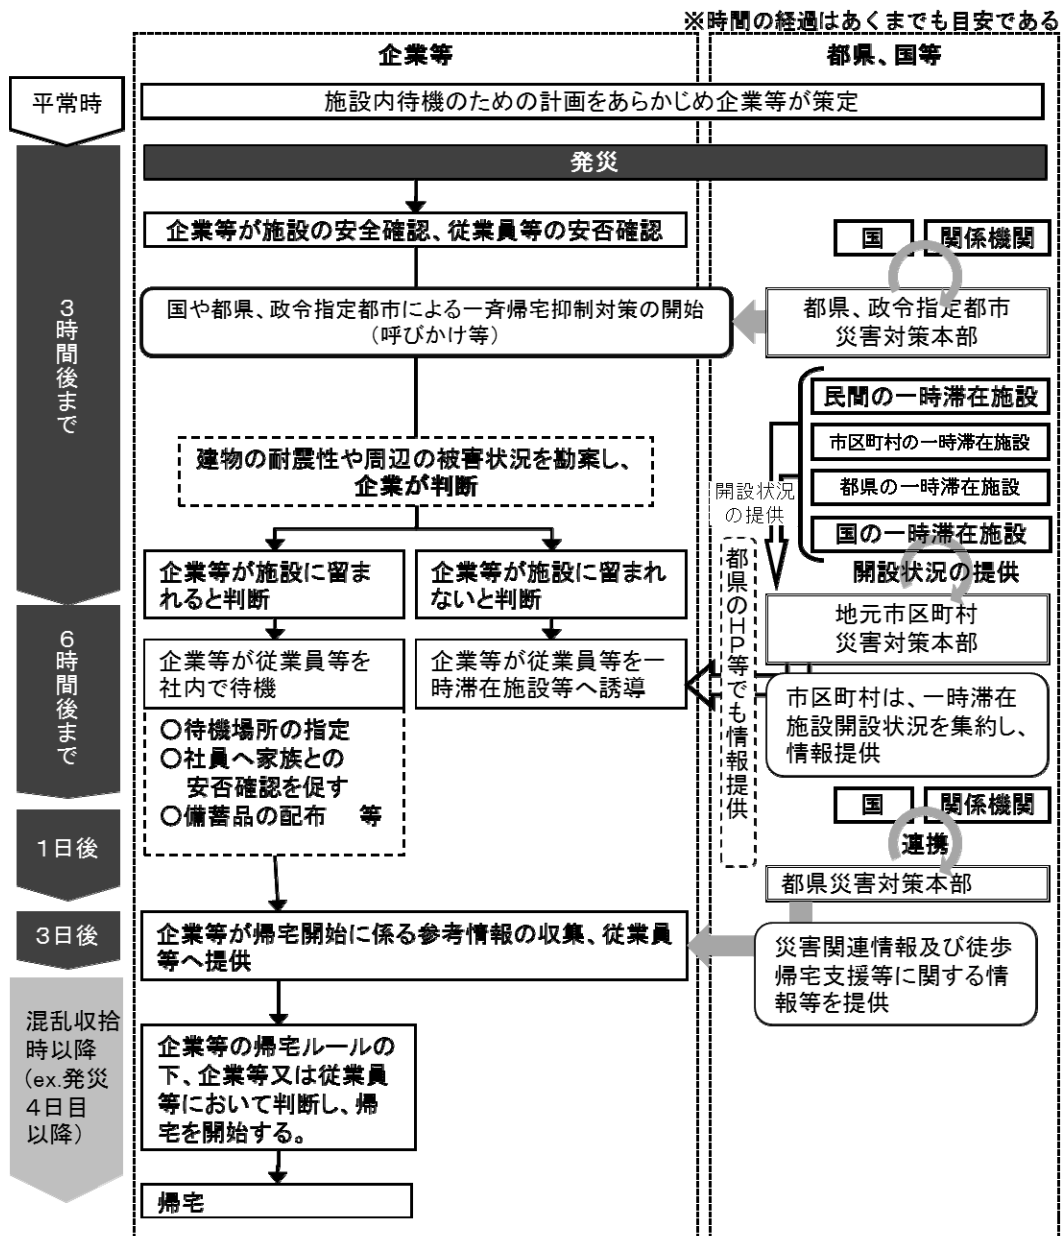 ※時間の経過はあくまでも目安である
企業等
都県、国等
平常時
施設内待機のための計画をあらかじめ企業等が策定
発災
3時間後まで
企業等が施設の安全確認、従業員等の安否確認
国
関係機関
国や都県、政令指定都市による一斉帰宅抑制対策の開始
（呼びかけ等）
都県、政令指定都市
災害対策本部
民間の一時滞在施設
市区町村の一時滞在施設
都県の一時滞在施設
国の一時滞在施設
建物の耐震性や周辺の被害状況を勘案し、
企業が判断
開設状況
の提供
都県のHP等でも情報提供
開設状況の提供
企業等が施設に留ま
れると判断
企業等が施設に留まれ
ないと判断
地元市区町村
災害対策本部
6時間後まで
企業等が従業員等を
社内で待機
企業等が従業員等を一
時滞在施設等へ誘導
市区町村は、一時滞在
施設開設状況を集約し、
情報提供
○待機場所の指定
○社員へ家族との
安否確認を促す
○備蓄品の配布　等
国
関係機関
連携
1日後
都県災害対策本部
3日後
企業等が帰宅開始に係る参考情報の収集、従業員
等へ提供
災害関連情報及び徒歩
帰宅支援等に関する情
報等を提供
混乱収拾
時以降
（ex.発災
4日目
以降）
企業等の帰宅ルールの
下、企業等又は従業員
等において判断し、帰
宅を開始する。
帰宅